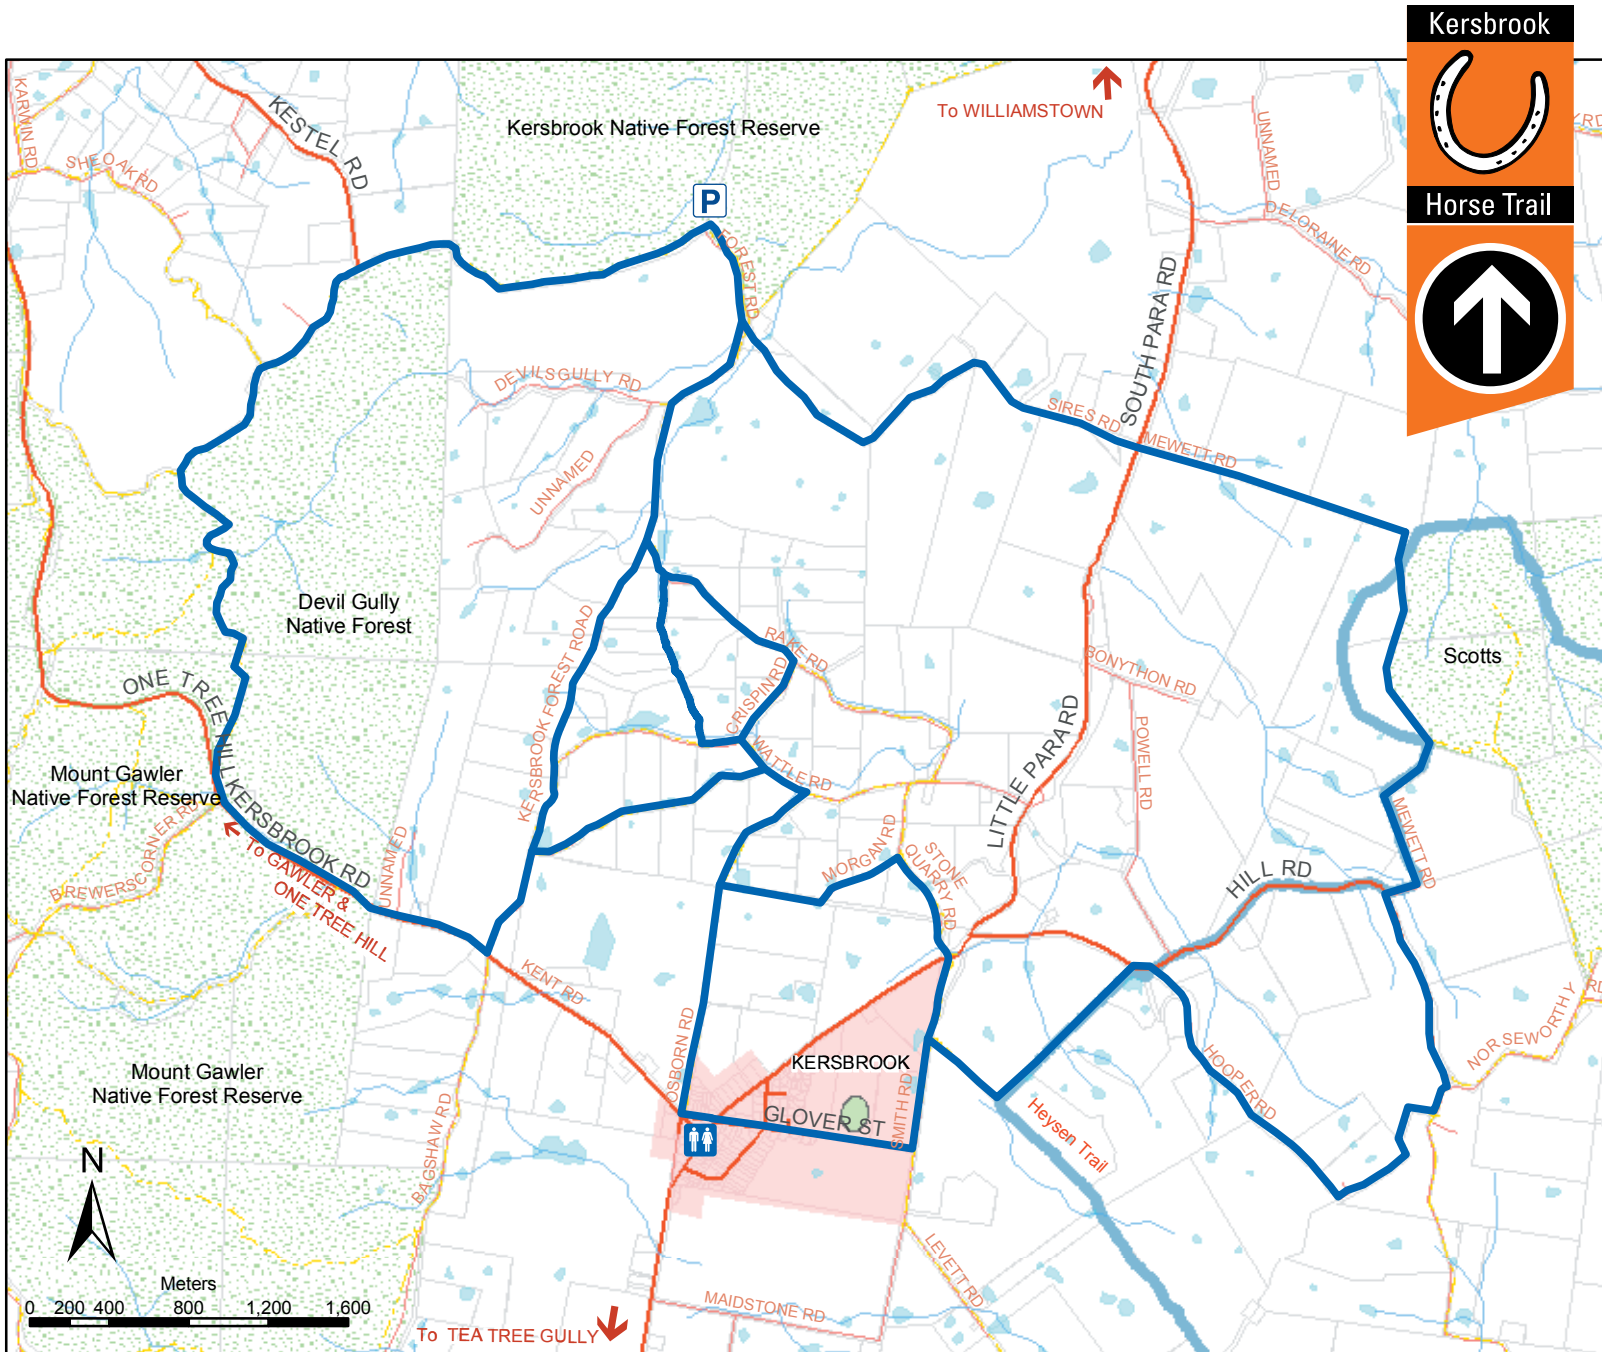 Kersbrook
Horse Trail
KARWIN RD
SHEOAK RD
KESTEL RD
Kersbrook Native Forest Reserve
To WILLIAMSTOWN
UNNAMED
DELORAINE RD
P
FOREST RD
SOUTH PARA RD
DEVILSGULLY RD
UNNAMED
SIRES RD
MEWETT RD
Devil Gully
Native Forest
KERSBROOK FOREST ROAD
RAKE RD
CRISPIN RD
WATTLE RD
BONYTHON RD
POWELL RD
LITTLE PARA RD
Scotts
ONE TREE HILL KERSBROOK RD
Mount Gawler
Native Forest Reserve
BREWERSCORNER RD
To GAWLER &
ONE TREE HILL
UNNAMED
MORGAN RD
STONE
QUARRY RD
HILL RD
MEWETT RD
KENT RD
OSBORN RD
KERSBROOK
GLOVER ST
SMITH RD
HOOPER RD
NORSEWORTHY RD
Heysen Trail
Mount Gawler
Native Forest Reserve
BAGSHAW RD
LEVETT RD
MAIDSTONE RD
To TEA TREE GULLY
N
Meters
0 200 400 800 1,200 1,600